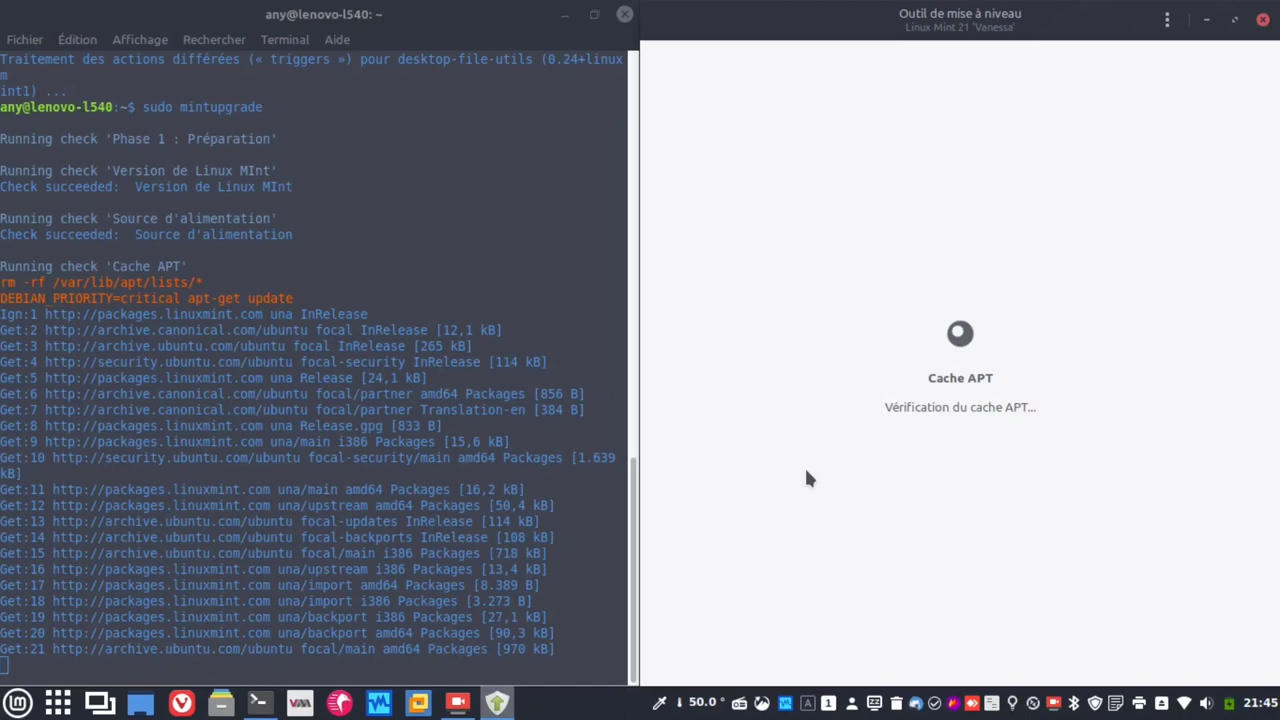 any@lenovo-l540: ~
Fichier Édition Affichage Rechercher Terminal Aide
Traitement des actions différées (« triggers ») pour desktop-file-utils (0.24+linux
m
int1) ...
any@lenovo-l540:~$ sudo mintupgrade
Running check 'Phase 1 : Préparation'
Running check 'Version de Linux MInt'
Check succeeded:  Version de Linux MInt
Running check 'Source d'alimentation'
Check succeeded:  Source d'alimentation
Running check 'Cache APT'
rm -rf /var/lib/apt/lists/*
DEBIAN_PRIORITY=critical apt-get update
Ign:1 http://packages.linuxmint.com una InRelease
Get:2 http://archive.canonical.com/ubuntu focal InRelease [12,1 kB]
Get:3 http://archive.ubuntu.com/ubuntu focal InRelease [265 kB]
Get:4 http://security.ubuntu.com/ubuntu focal-security InRelease [114 kB]
Get:5 http://packages.linuxmint.com una Release [24,1 kB]
Get:6 http://archive.canonical.com/ubuntu focal/partner amd64 Packages [856 B]
Get:7 http://archive.canonical.com/ubuntu focal/partner Translation-en [384 B]
Get:8 http://packages.linuxmint.com una Release.gpg [833 B]
Get:9 http://packages.linuxmint.com una/main i386 Packages [15,6 kB]
Get:10 http://security.ubuntu.com/ubuntu focal-security/main amd64 Packages [1.639
kB]
Get:11 http://packages.linuxmint.com una/main amd64 Packages [16,2 kB]
Get:12 http://packages.linuxmint.com una/upstream amd64 Packages [50,4 kB]
Get:13 http://archive.ubuntu.com/ubuntu focal-updates InRelease [114 kB]
Get:14 http://archive.ubuntu.com/ubuntu focal-backports InRelease [108 kB]
Get:15 http://archive.ubuntu.com/ubuntu focal/main i386 Packages [718 kB]
Get:16 http://packages.linuxmint.com una/upstream i386 Packages [13,4 kB]
Get:17 http://packages.linuxmint.com una/import amd64 Packages [8.389 B]
Get:18 http://packages.linuxmint.com una/import i386 Packages [3.273 B]
Get:19 http://packages.linuxmint.com una/backport i386 Packages [27,1 kB]
Get:20 http://packages.linuxmint.com una/backport amd64 Packages [90,3 kB]
Get:21 http://archive.ubuntu.com/ubuntu focal/main amd64 Packages [970 kB]
Outil de mise à niveau
Linux Mint 21 'Vanessa'
Cache APT
Vérification du cache APT...
50.0° A 1 21:45